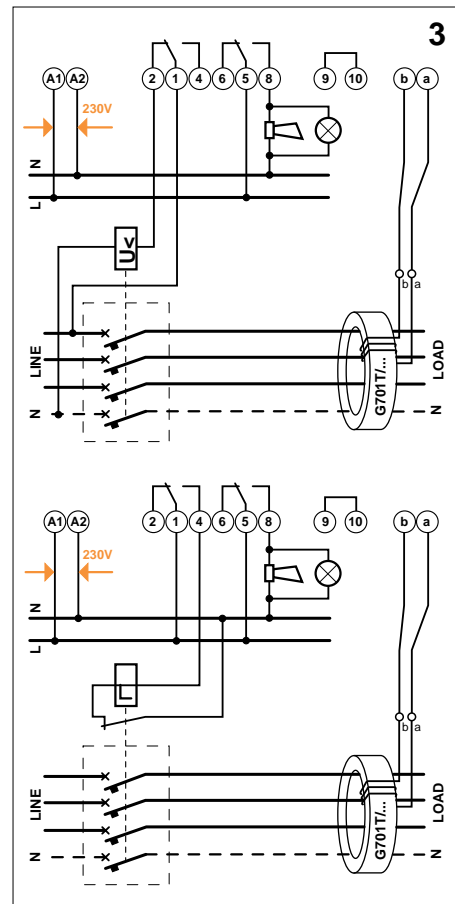 3
A1 A2 2 1 4 6 5 8 9 10 b a
230V
N
L
U<
b a
LINE
LOAD
G701T/...
N N
A1 A2 2 1 4 6 5 8 9 10 b a
230V
N
L
b a
LINE
LOAD
G701T/...
N N